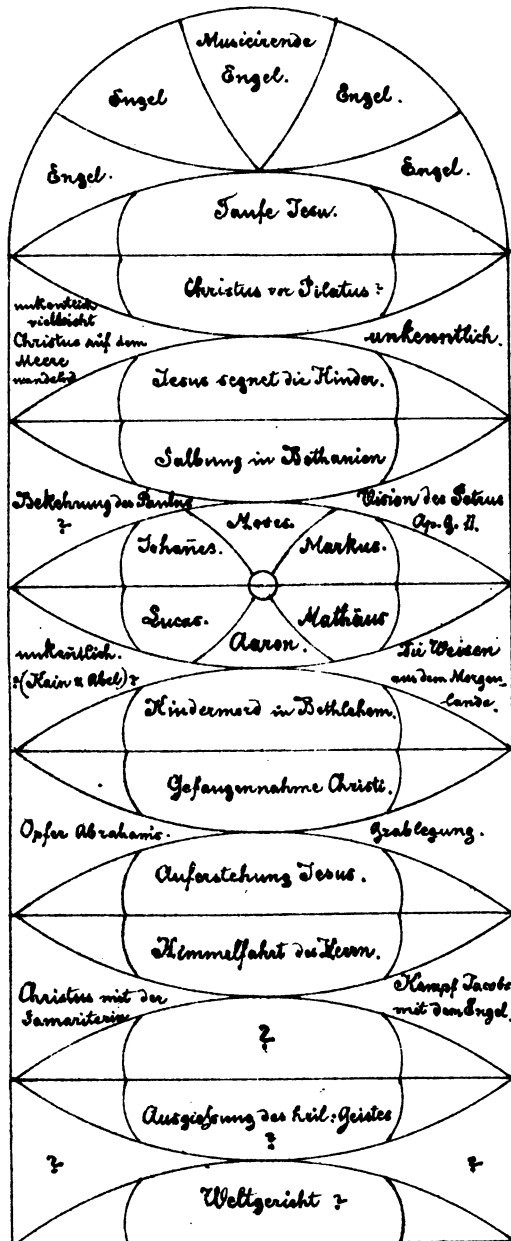 Musicirende
Engel.
Engel
Engel.
Engel.
Engel.
Taufe Jesu.
Christus vor Pilatus ?
unkentlich
vielleicht
Christus auf dem
Meere
wandelnd
unkenntlich.
Jesus segnet die Kinder.
Salbung in Bethanien
Bekehrung des Paulus
?
Vision des Petrus
Ap. G. 11.
Moses.
Johañes.
Markus.
Lucas.
Mathäus
Aaron.
unkentlich.
?(Kain u Abel)?
Die Weisen
aus dem Morgen-
lande.
Kindermord in Bethlehem.
Gefangennahme Christi.
Opfer Abrahams.
Grablegung.
Auferstehung Jesus.
Himmelfahrt des Herrn.
Christus mit der
Samariterin
Kampf Jacobs
mit dem Engel.
?
Ausgießung des heil: Geistes
?
?
?
Weltgericht ?